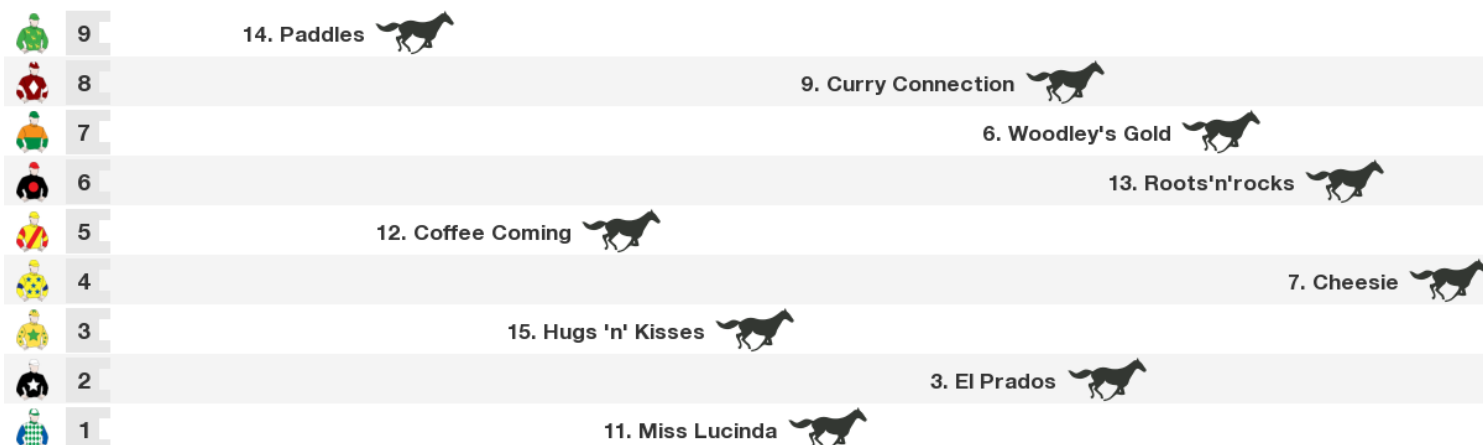 9 14. Paddles
8 9. Curry Connection
7 6. Woodley's Gold
6 13. Roots'n'rocks
5 12. Coffee Coming
4 7. Cheesie
3 15. Hugs 'n' Kisses
2 3. El Prados
1 11. Miss Lucinda